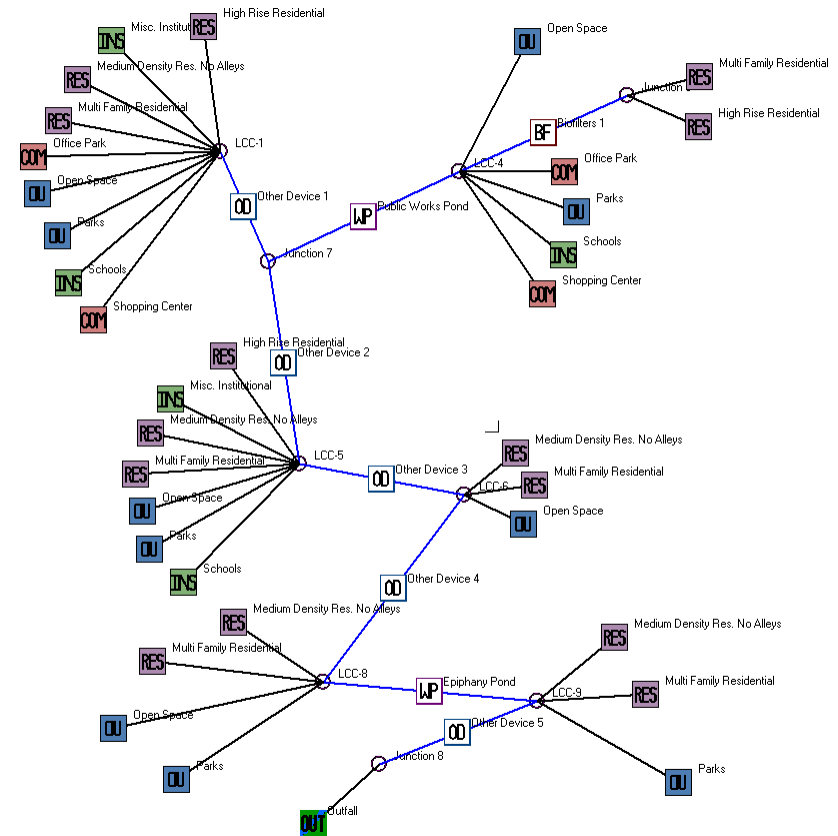 RES High Rise Residential
INS Misc. Institut
RES Medium Density Res. No Alleys
RES Multi Family Residential
COM Office Park
OU Open Space
OU Parks
INS Schools
COM Shopping Center
LCC-1
OD Other Device 1
Junction 7
WP Public Works Pond
LCC-4
OU Open Space
BF Biofilters 1
Junction
RES Multi Family Residential
RES High Rise Residential
COM Office Park
OU Parks
INS Schools
COM Shopping Center
OD Other Device 2
RES High Rise Residential
INS Misc. Institutional
RES Medium Density Res. No Alleys
RES Multi Family Residential
OU Open Space
OU Parks
INS Schools
LCC-5
OD Other Device 3
LCC-6
RES Medium Density Res. No Alleys
RES Multi Family Residential
OU Open Space
OD Other Device 4
RES Medium Density Res. No Alleys
RES Multi Family Residential
OU Open Space
OU Parks
LCC-8
WP Epiphany Pond
LCC-9
RES Medium Density Res. No Alleys
RES Multi Family Residential
OU Parks
OD Other Device 5
Junction 8
OUT Outfall